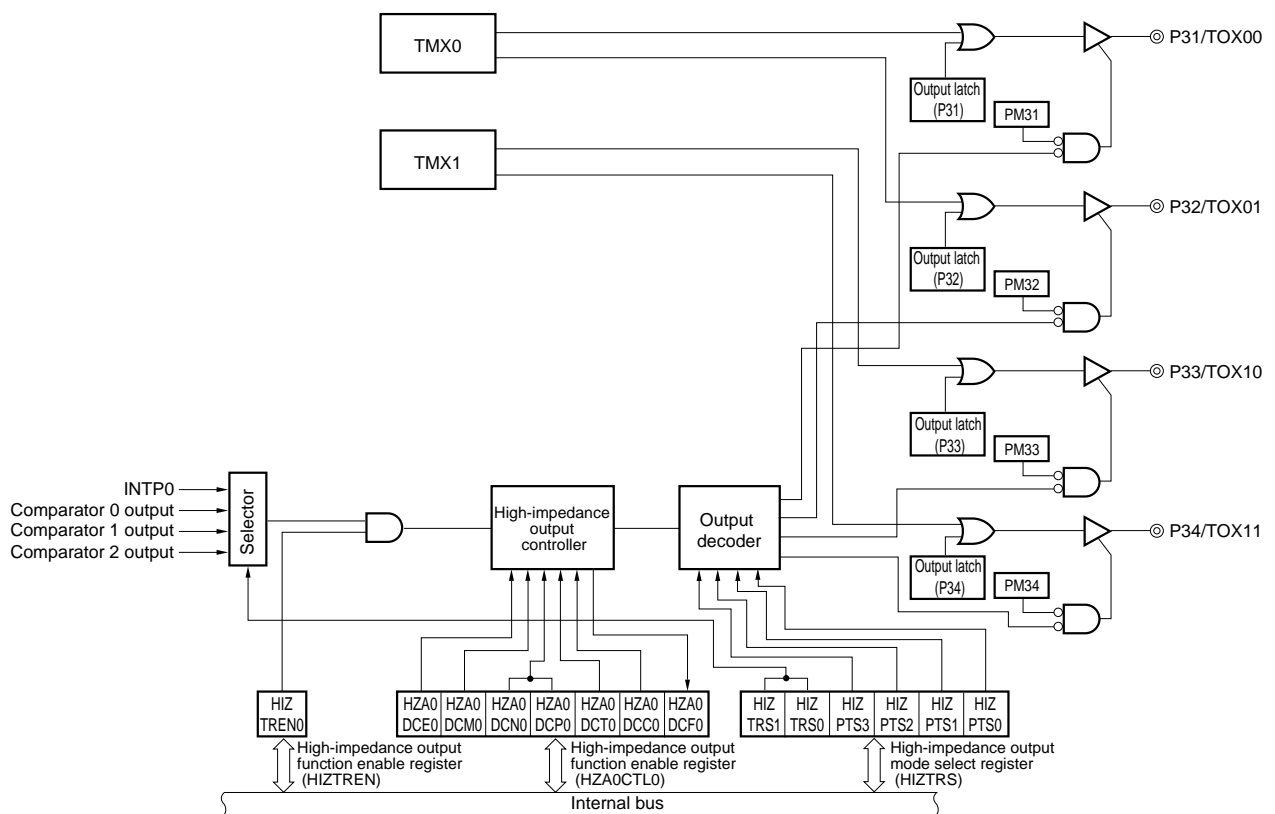 TMX0
P31/TOX00
Output latch
(P31)
PM31
TMX1
P32/TOX01
Output latch
(P32)
PM32
P33/TOX10
Output latch
(P33)
PM33
INTP0
Comparator 0 output
Comparator 1 output
Comparator 2 output
Selector
High-impedance
output
controller
Output
decoder
P34/TOX11
Output latch
(P34)
PM34
HIZ
TREN0
HZA0
DCE0
HZA0
DCM0
HZA0
DCN0
HZA0
DCP0
HZA0
DCT0
HZA0
DCC0
HZA0
DCF0
HIZ
TRS1
HIZ
TRS0
HIZ
PTS3
HIZ
PTS2
HIZ
PTS1
HIZ
PTS0
High-impedance output
function enable register
(HIZTREN)
High-impedance output
function enable register
(HZA0CTL0)
High-impedance output
mode select register
(HIZTRS)
Internal bus